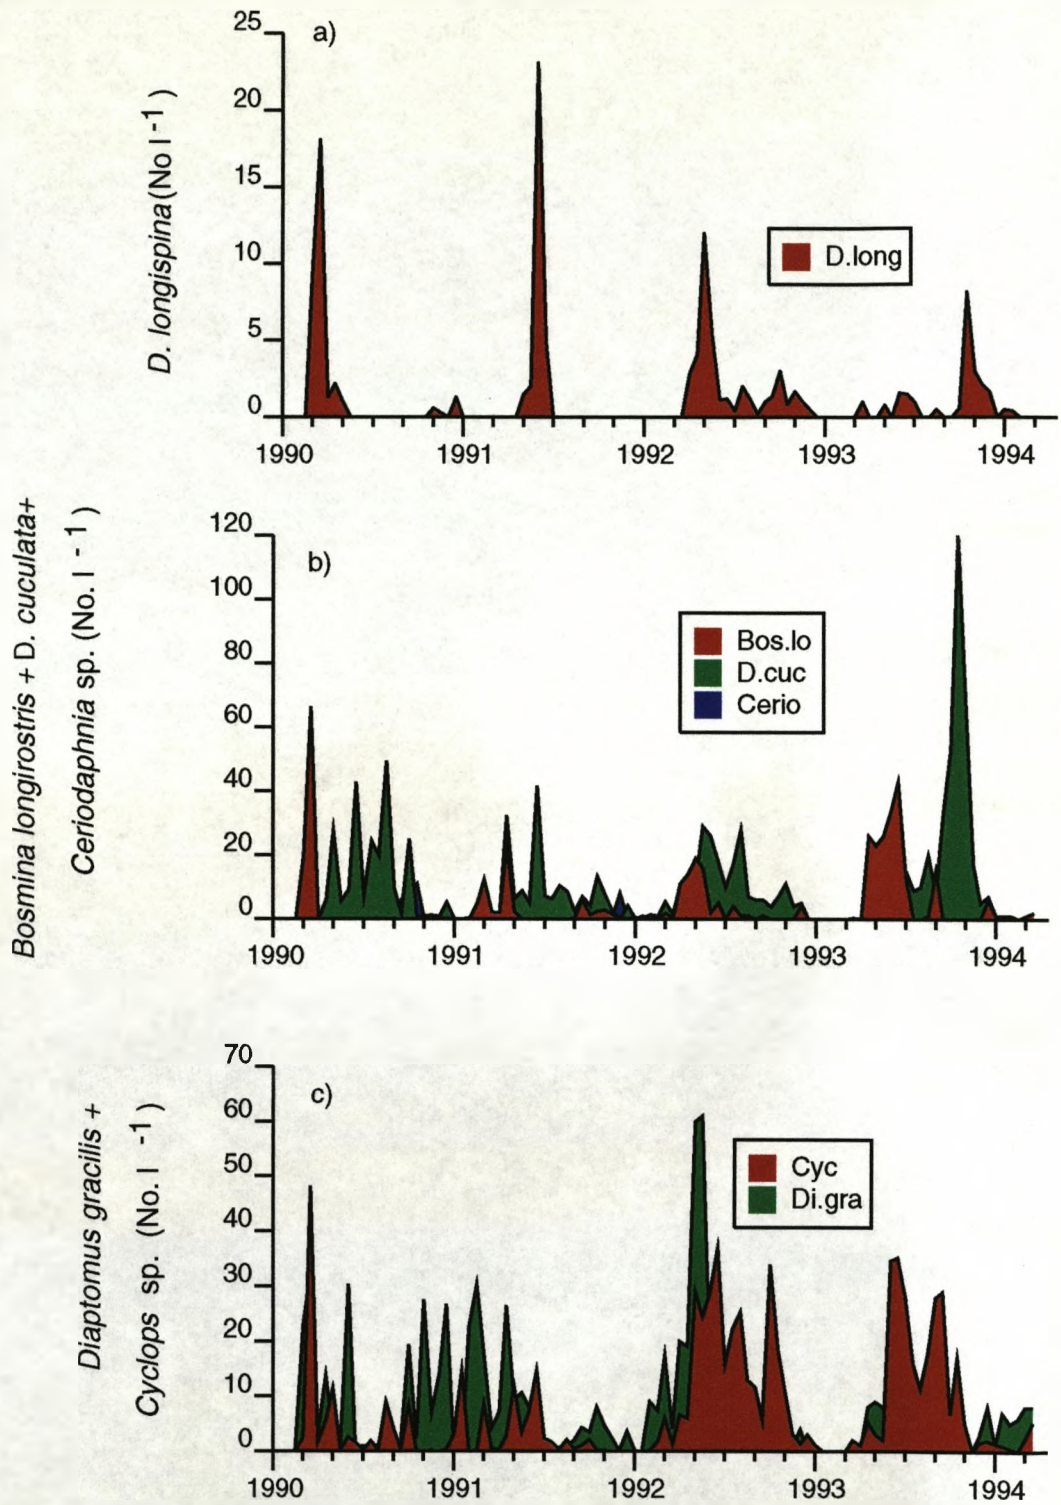 a)
25
20
15
10
5
0
D. longispina (No l -1 )
D.long
1990 1991 1992 1993 1994
b)
120
100
80
60
40
20
0
Bosmina longirostris + D. cuculata+
Ceriodaphnia sp. (No. l - 1 )
Bos.lo
D.cuc
Cerio
1990 1991 1992 1993 1994
c)
70
60
50
40
30
20
10
0
Diaptomus gracilis +
Cyclops sp. (No. l -1 )
Cyc
Di.gra
1990 1991 1992 1993 1994